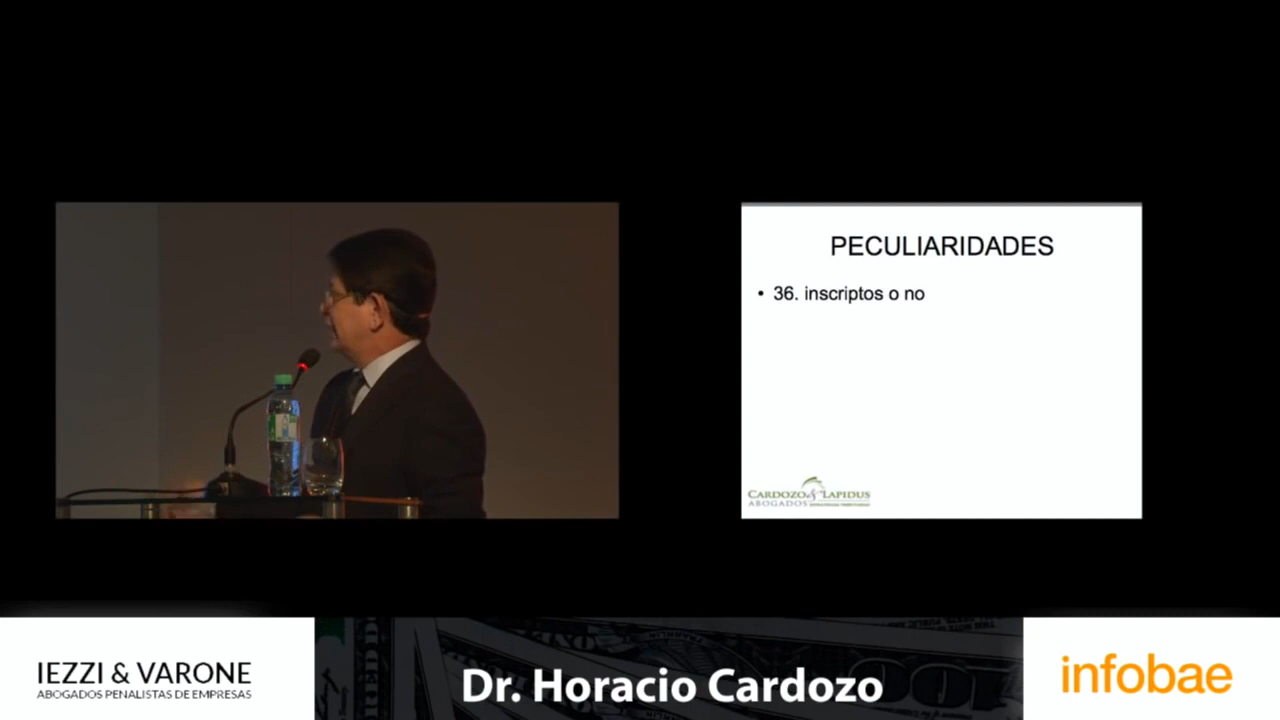 PECULIARIDADES
• 36. inscriptos o no
CARDOZO & LAPIDUS
ABOGADOS
IEZZI & VARONE
ABOGADOS PENALISTAS DE EMPRESAS
Dr. Horacio Cardozo
infobae